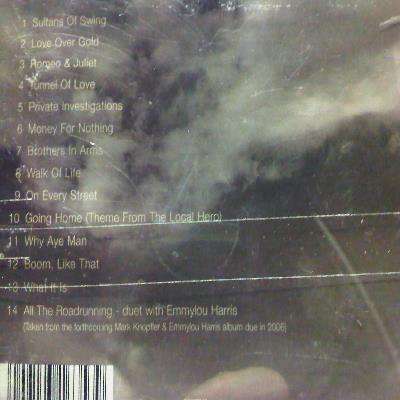 1 Sultans Of Swing
2 Love Over Gold
3 Romeo & Juliet
4 Tunnel Of Love
5 Private Investigations
6 Money For Nothing
7 Brothers In Arms
8 Walk Of Life
9 On Every Street
10 Going Home (Theme From The Local Hero)
11 Why Aye Man
12 Boom, Like That
13 What It Is
14 All The Roadrunning - duet with Emmylou Harris
(Taken from the forthcoming Mark Knopfler & Emmylou Harris album due in 2006)